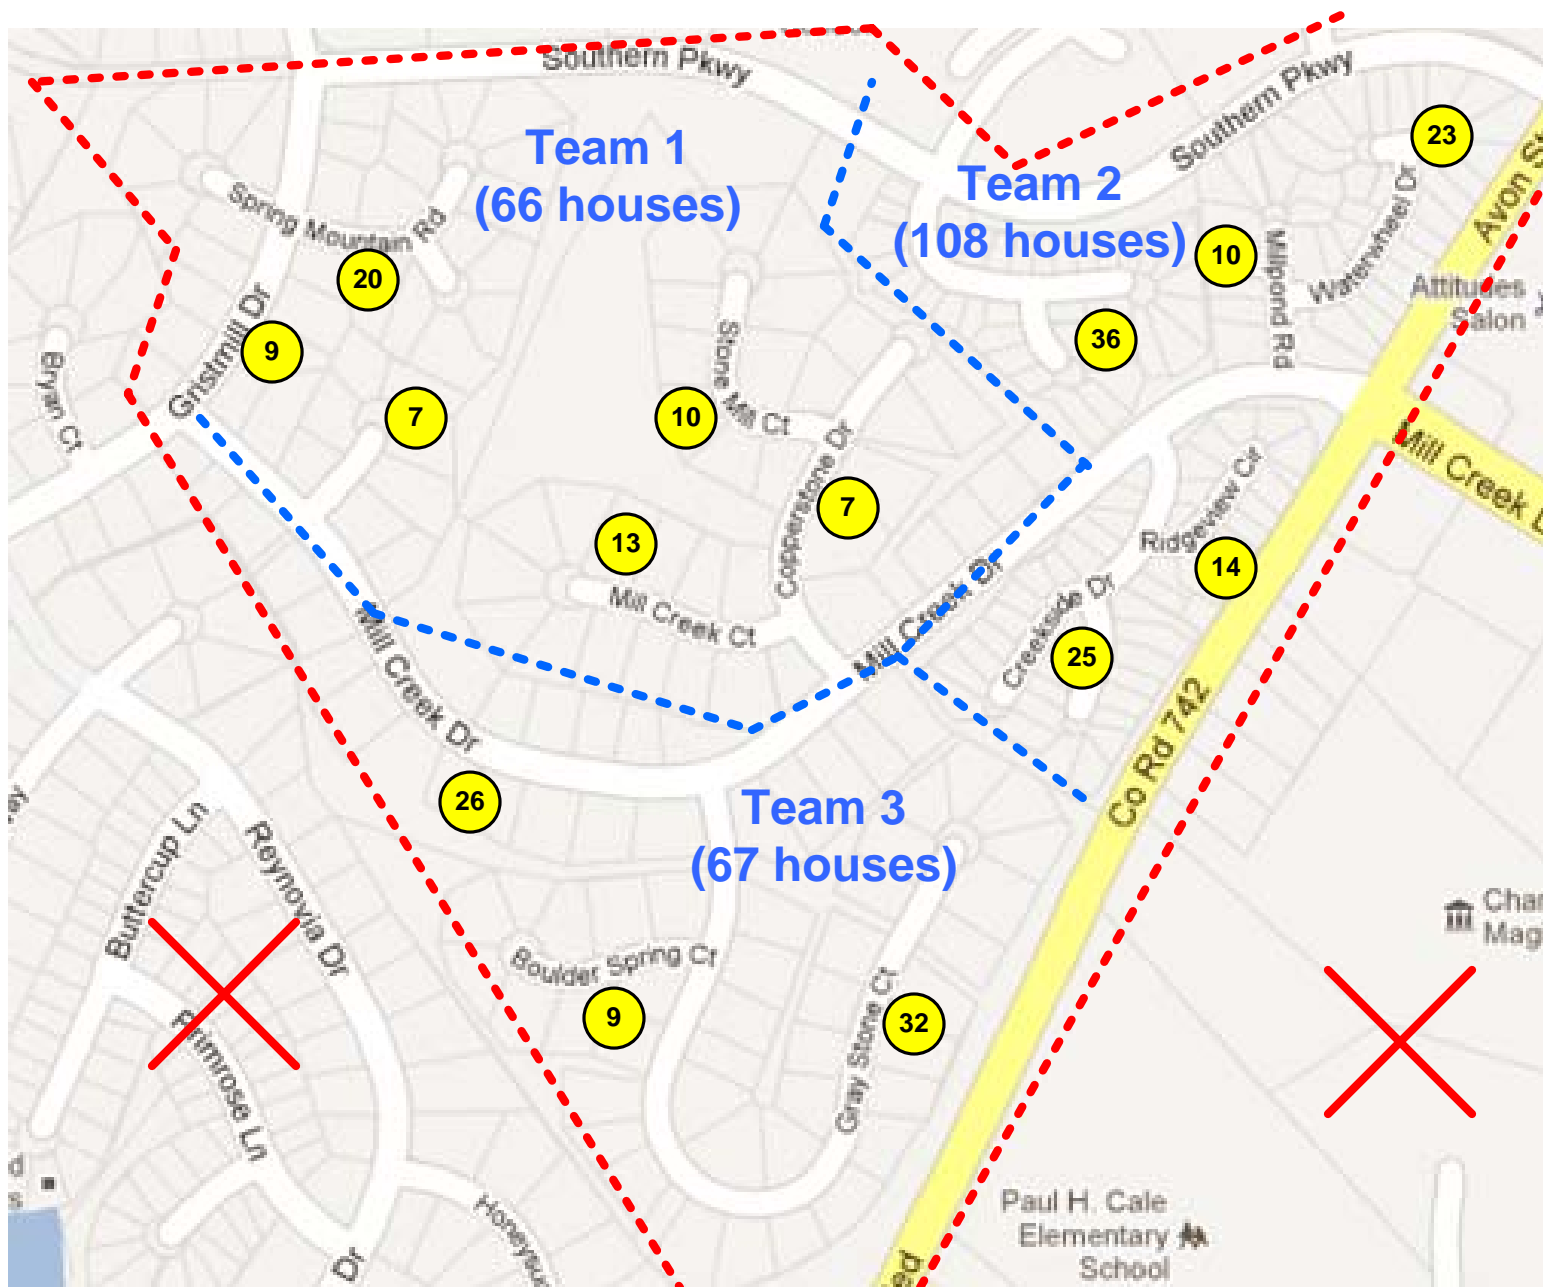 Southern Pkwy
Southern Pkwy
Team 1
(66 houses)
Team 2
(108 houses)
23
Avon St
Spring Mountain Rd
20
10
Millpond Rd
Waterwheel Dr
Attitudes
Salon
Gristmill Dr
9
Stone Mill Ct
36
Bryan Ct
7
10
Copperstone Dr
7
Mill Creek
Ridgeview Cir
13
14
Mill Creek Ct
Mill Creek Dr
Creekside Dr
25
Mill Creek Dr
Co Rd 742
26
Team 3
(67 houses)
Buttercup Ln
Reynovia Dr
Boulder Spring Ct
9
Gray Stone Ct
32
Primrose Ln
Paul H. Cale
Elementary
School
Dr